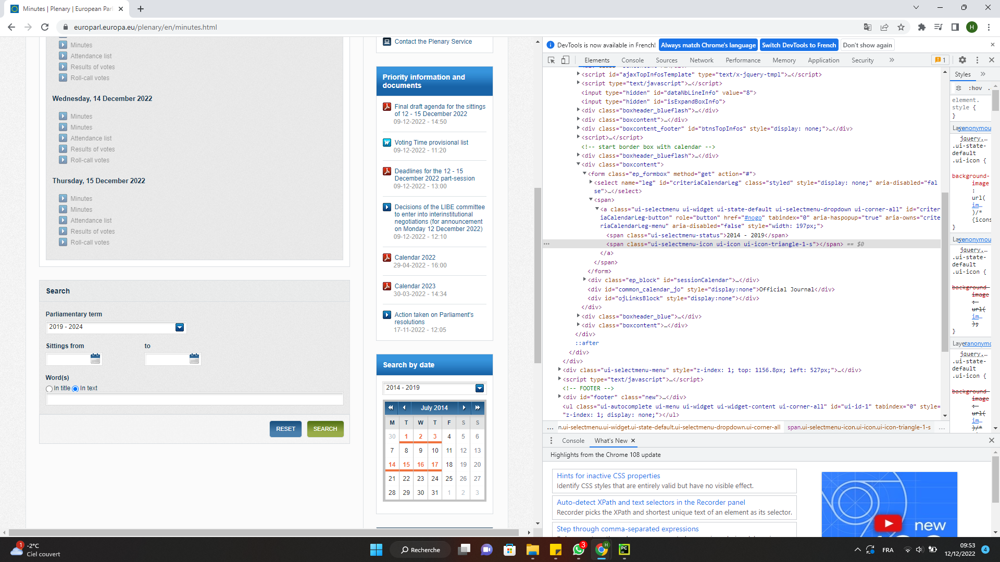 Minutes | Plenary | European Par
europarl.europa.eu/plenary/en/minutes.html
H
Minutes
Attendance list
Results of votes
Roll-call votes
Wednesday, 14 December 2022
Minutes
Minutes
Attendance list
Results of votes
Roll-call votes
Thursday, 15 December 2022
Minutes
Minutes
Attendance list
Results of votes
Roll-call votes
Search
Parliamentary term
2019 - 2024
Sittings from
to
Word(s)
In title In text
RESET
SEARCH
Contact the Plenary Service
Priority information and
documents
Final draft agenda for the sittings
of 12 - 15 December 2022
09-12-2022 - 14:50
Voting Time provisional list
09-12-2022 - 11:20
Deadlines for the 12 - 15
December 2022 part-session
09-12-2022 - 13:00
Decisions of the LIBE committee
to enter into interinstitutional
negotiations (for announcement
on Monday 12 December 2022)
09-12-2022 - 12:10
Calendar 2022
29-04-2022 - 16:00
Calendar 2023
30-03-2022 - 14:34
Action taken on Parliament's
resolutions
17-11-2022 - 12:05
Search by date
2014 - 2019
July 2014
M T W T F S S
30 1 2 3 4 5 6
7 8 9 10 11 12 13
14 15 16 17 18 19 20
21 22 23 24 25 26 27
28 29 30 31 1 2 3
DevTools is now available in French! Always match Chrome's language Switch DevTools to French Don't show again
Elements Console Sources Network Performance Memory Application Security » 1
<script id="ajaxTopInfosTemplate" type="text/x-jquery-tmpl">…</script>
<script type="text/javascript">…</script>
<input type="hidden" id="dataNbLineInfo" value="8">
<input type="hidden" id="isExpandBoxInfo">
<div class="boxheader_blueflash">…</div>
<div class="boxcontent">…</div>
<div class="boxcontent_footer" id="btnsTopInfos" style="display: none;">…</div>
<script>…</script>
<!-- start border box with calendar -->
<div class="boxheader_blueflash">…</div>
<div class="boxcontent">
<form class="ep_formbox" method="get" action="#">
<select name="leg" id="criteriaCalendarLeg" class="styled" style="display: none;" aria-disabled="fal
se">…</select>
<span>
<a class="ui-selectmenu ui-widget ui-state-default ui-selectmenu-dropdown ui-corner-all" id="criter
iaCalendarLeg-button" role="button" href="#nogo" tabindex="0" aria-haspopup="true" aria-owns="crite
riaCalendarLeg-menu" aria-disabled="false" style="width: 197px;">
<span class="ui-selectmenu-status">2014 - 2019</span>
<span class="ui-selectmenu-icon ui-icon ui-icon-triangle-1-s"></span> == $0
</a>
</span>
</form>
<div class="ep_block" id="sessionCalendar">…</div>
<div id="common_calendar_jo" style="display:none">Official Journal</div>
<div id="ojLinksBlock" style="display:none"></div>
</div>
<div class="boxheader_blue">…</div>
<div class="boxcontent">…</div>
</div>
::after
</div>
</div>
<div class="ui-selectmenu-menu" style="z-index: 1; top: 1156.8px; left: 527px;">…</div>
<script type="text/javascript">…</script>
<!-- FOOTER -->
<div id="footer" class="new">…</div>
<ul class="ui-autocomplete ui-menu ui-widget ui-widget-content ui-corner-all" id="ui-id-1" tabindex="0" style=
"z-index: 1; display: none;"></ul>
... n.ui-selectmenu.ui-widget.ui-state-default.ui-selectmenu-dropdown.ui-corner-all span.ui-selectmenu-icon.ui-icon.ui-icon-triangle-1-s ...
Styles »
:hov .
element.
style {
}
jquery.…
.ui-state-
default
.ui-icon {
background-
image
:
url(
im…
)/*
{icons
}
jquery.…
.ui-state-
default
.ui-icon {
background-
image:
url(
im…
);
}
jquery.…
.ui-state-
default
.ui-icon {
background-
image:
url(
im…
)/*
Console What's New
Highlights from the Chrome 108 update
Hints for inactive CSS properties
Identify CSS styles that are entirely valid but have no visible effect.
Auto-detect XPath and text selectors in the Recorder panel
Recorder picks the XPath and shortest unique text of an element as its selector.
Step through comma-separated expressions
new
1
-2°C
Ciel couvert
Recherche
3
H
PC
FRA
09:53
12/12/2022
4